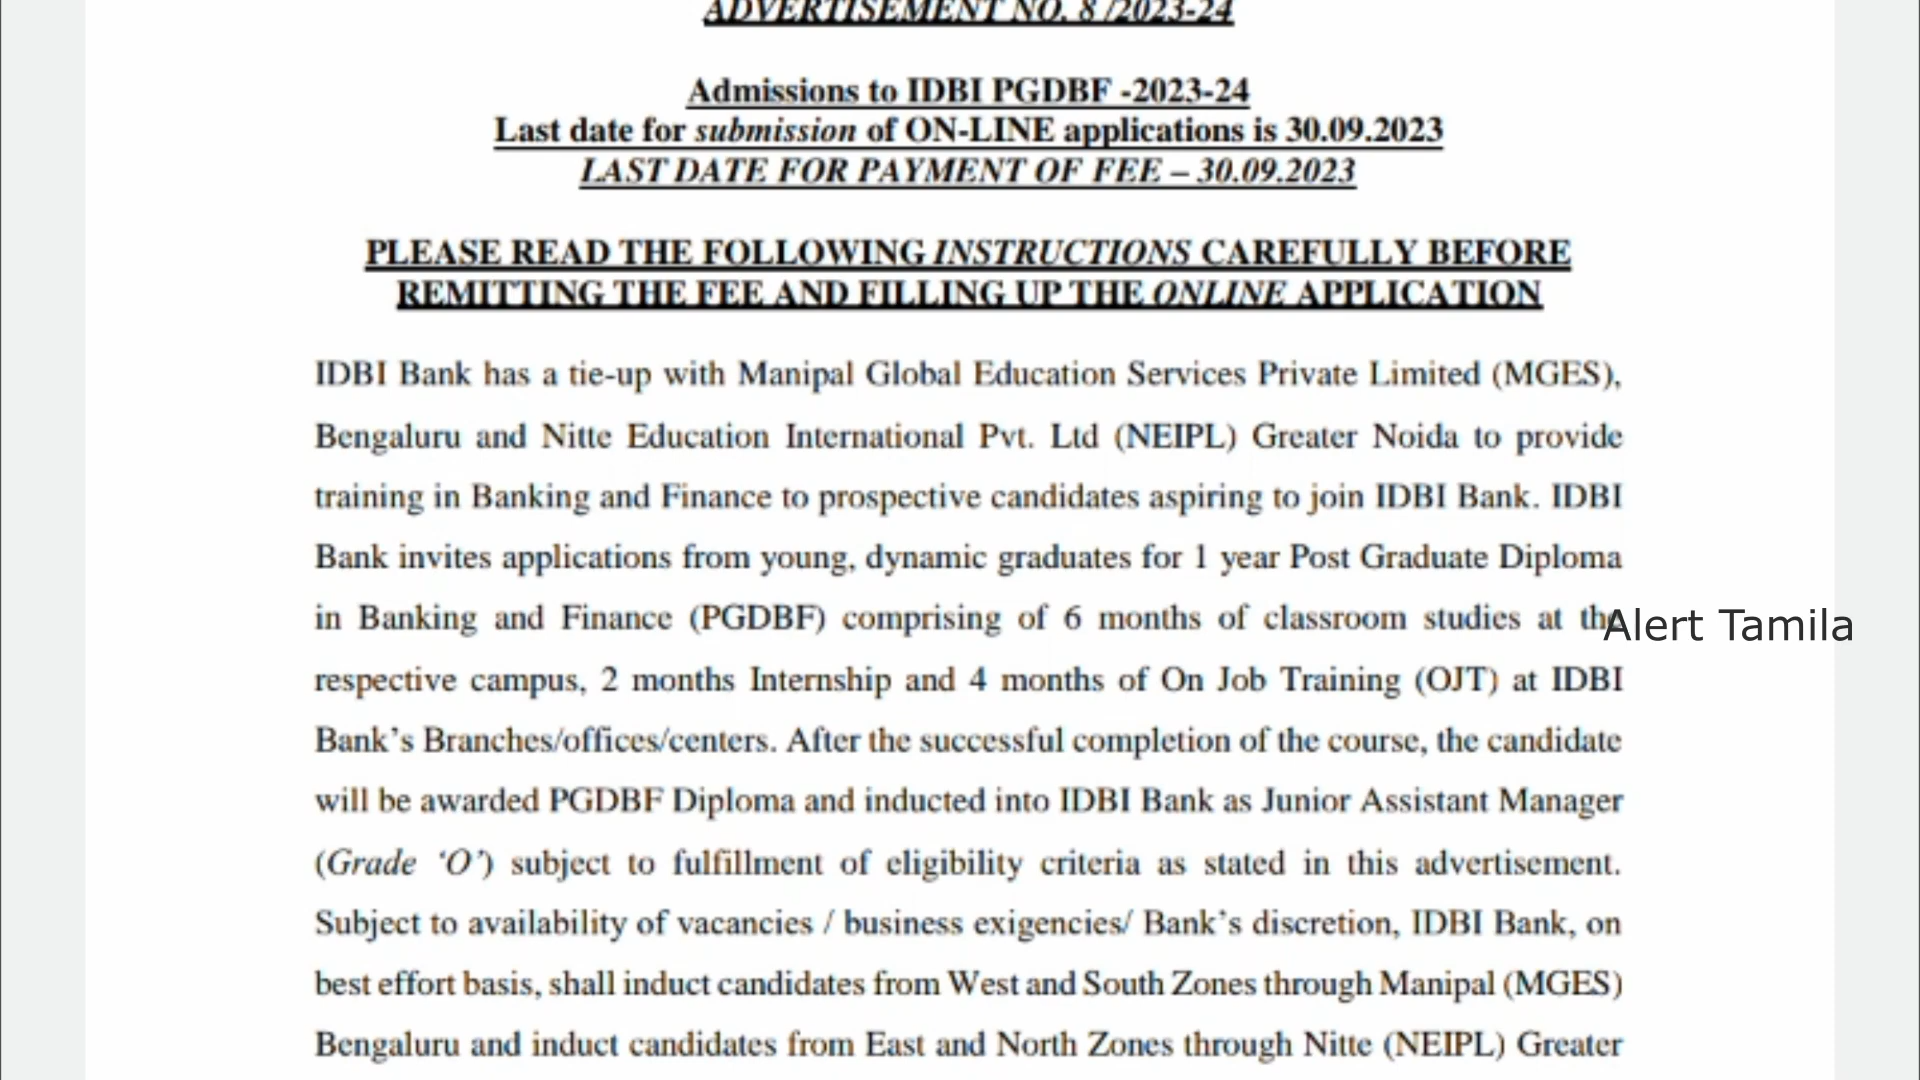 ADVERTISEMENT NO. 8 /2023-24
Admissions to IDBI PGDBF -2023-24
Last date for submission of ON-LINE applications is 30.09.2023
LAST DATE FOR PAYMENT OF FEE – 30.09.2023
PLEASE READ THE FOLLOWING INSTRUCTIONS CAREFULLY BEFORE
REMITTING THE FEE AND FILLING UP THE ONLINE APPLICATION
IDBI Bank has a tie-up with Manipal Global Education Services Private Limited (MGES),
Bengaluru and Nitte Education International Pvt. Ltd (NEIPL) Greater Noida to provide
training in Banking and Finance to prospective candidates aspiring to join IDBI Bank. IDBI
Bank invites applications from young, dynamic graduates for 1 year Post Graduate Diploma
in Banking and Finance (PGDBF) comprising of 6 months of classroom studies at the
Alert Tamila
respective campus, 2 months Internship and 4 months of On Job Training (OJT) at IDBI
Bank’s Branches/offices/centers. After the successful completion of the course, the candidate
will be awarded PGDBF Diploma and inducted into IDBI Bank as Junior Assistant Manager
(Grade ‘O’) subject to fulfillment of eligibility criteria as stated in this advertisement.
Subject to availability of vacancies / business exigencies/ Bank’s discretion, IDBI Bank, on
best effort basis, shall induct candidates from West and South Zones through Manipal (MGES)
Bengaluru and induct candidates from East and North Zones through Nitte (NEIPL) Greater